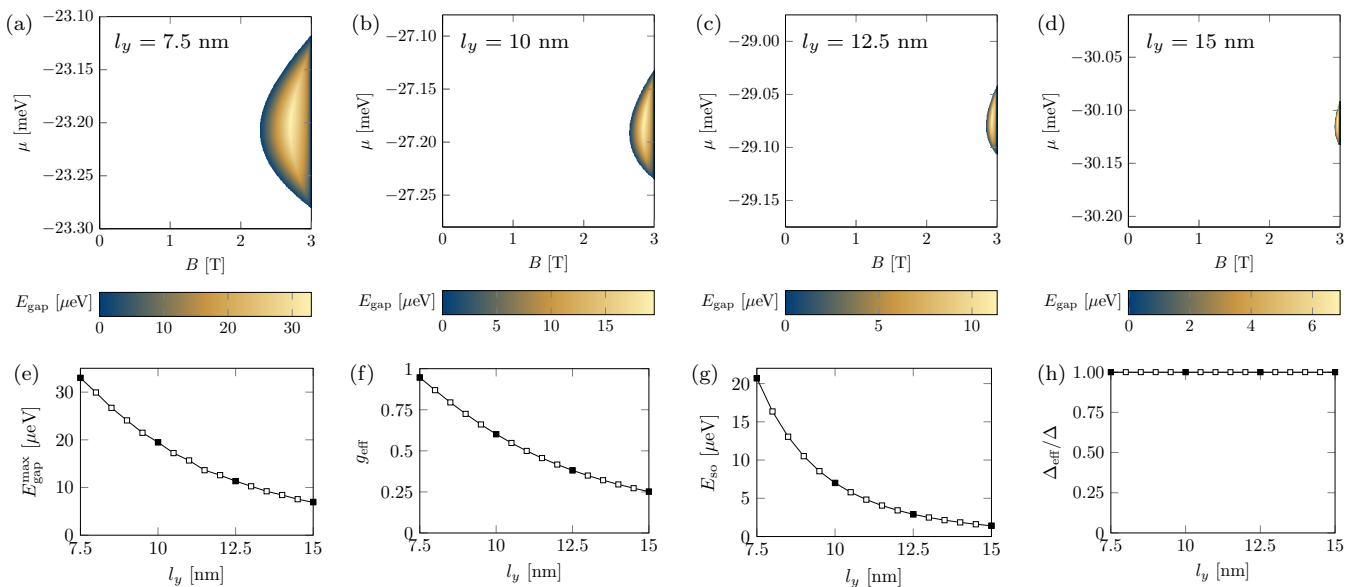 (a)
l_y = 7.5 nm
−23.10
−23.15
−23.20
−23.25
−23.30
μ [meV]
0 1 2 3
B [T]
E_gap [μeV]
0 10 20 30
(b)
l_y = 10 nm
−27.10
−27.15
−27.20
−27.25
μ [meV]
0 1 2 3
B [T]
E_gap [μeV]
0 5 10 15
(c)
l_y = 12.5 nm
−29.00
−29.05
−29.10
−29.15
μ [meV]
0 1 2 3
B [T]
E_gap [μeV]
0 5 10
(d)
l_y = 15 nm
−30.05
−30.10
−30.15
−30.20
μ [meV]
0 1 2 3
B [T]
E_gap [μeV]
0 2 4 6
(e)
30
20
10
0
E_gap^max [μeV]
7.5 10 12.5 15
l_y [nm]
(f)
1
0.75
0.5
0.25
0
g_eff
7.5 10 12.5 15
l_y [nm]
(g)
20
15
10
5
0
E_so [μeV]
7.5 10 12.5 15
l_y [nm]
(h)
1.00
0.75
0.50
0.25
0
Δ_eff/Δ
7.5 10 12.5 15
l_y [nm]